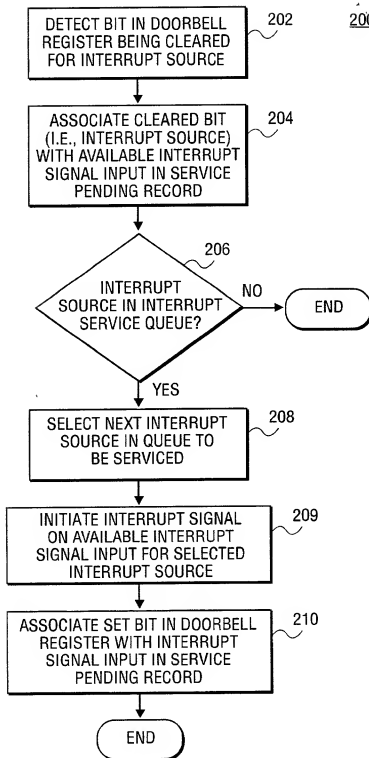 DETECT BIT IN DOORBELL
REGISTER BEING CLEARED
FOR INTERRUPT SOURCE
202
200
ASSOCIATE CLEARED BIT
(I.E., INTERRUPT SOURCE)
WITH AVAILABLE INTERRUPT
SIGNAL INPUT IN SERVICE
PENDING RECORD
204
206
INTERRUPT
SOURCE IN INTERRUPT
SERVICE QUEUE?
NO
END
YES
SELECT NEXT INTERRUPT
SOURCE IN QUEUE TO
BE SERVICED
208
INITIATE INTERRUPT SIGNAL
ON AVAILABLE INTERRUPT
SIGNAL INPUT FOR SELECTED
INTERRUPT SOURCE
209
ASSOCIATE SET BIT IN DOORBELL
REGISTER WITH INTERRUPT
SIGNAL INPUT IN SERVICE
PENDING RECORD
210
END